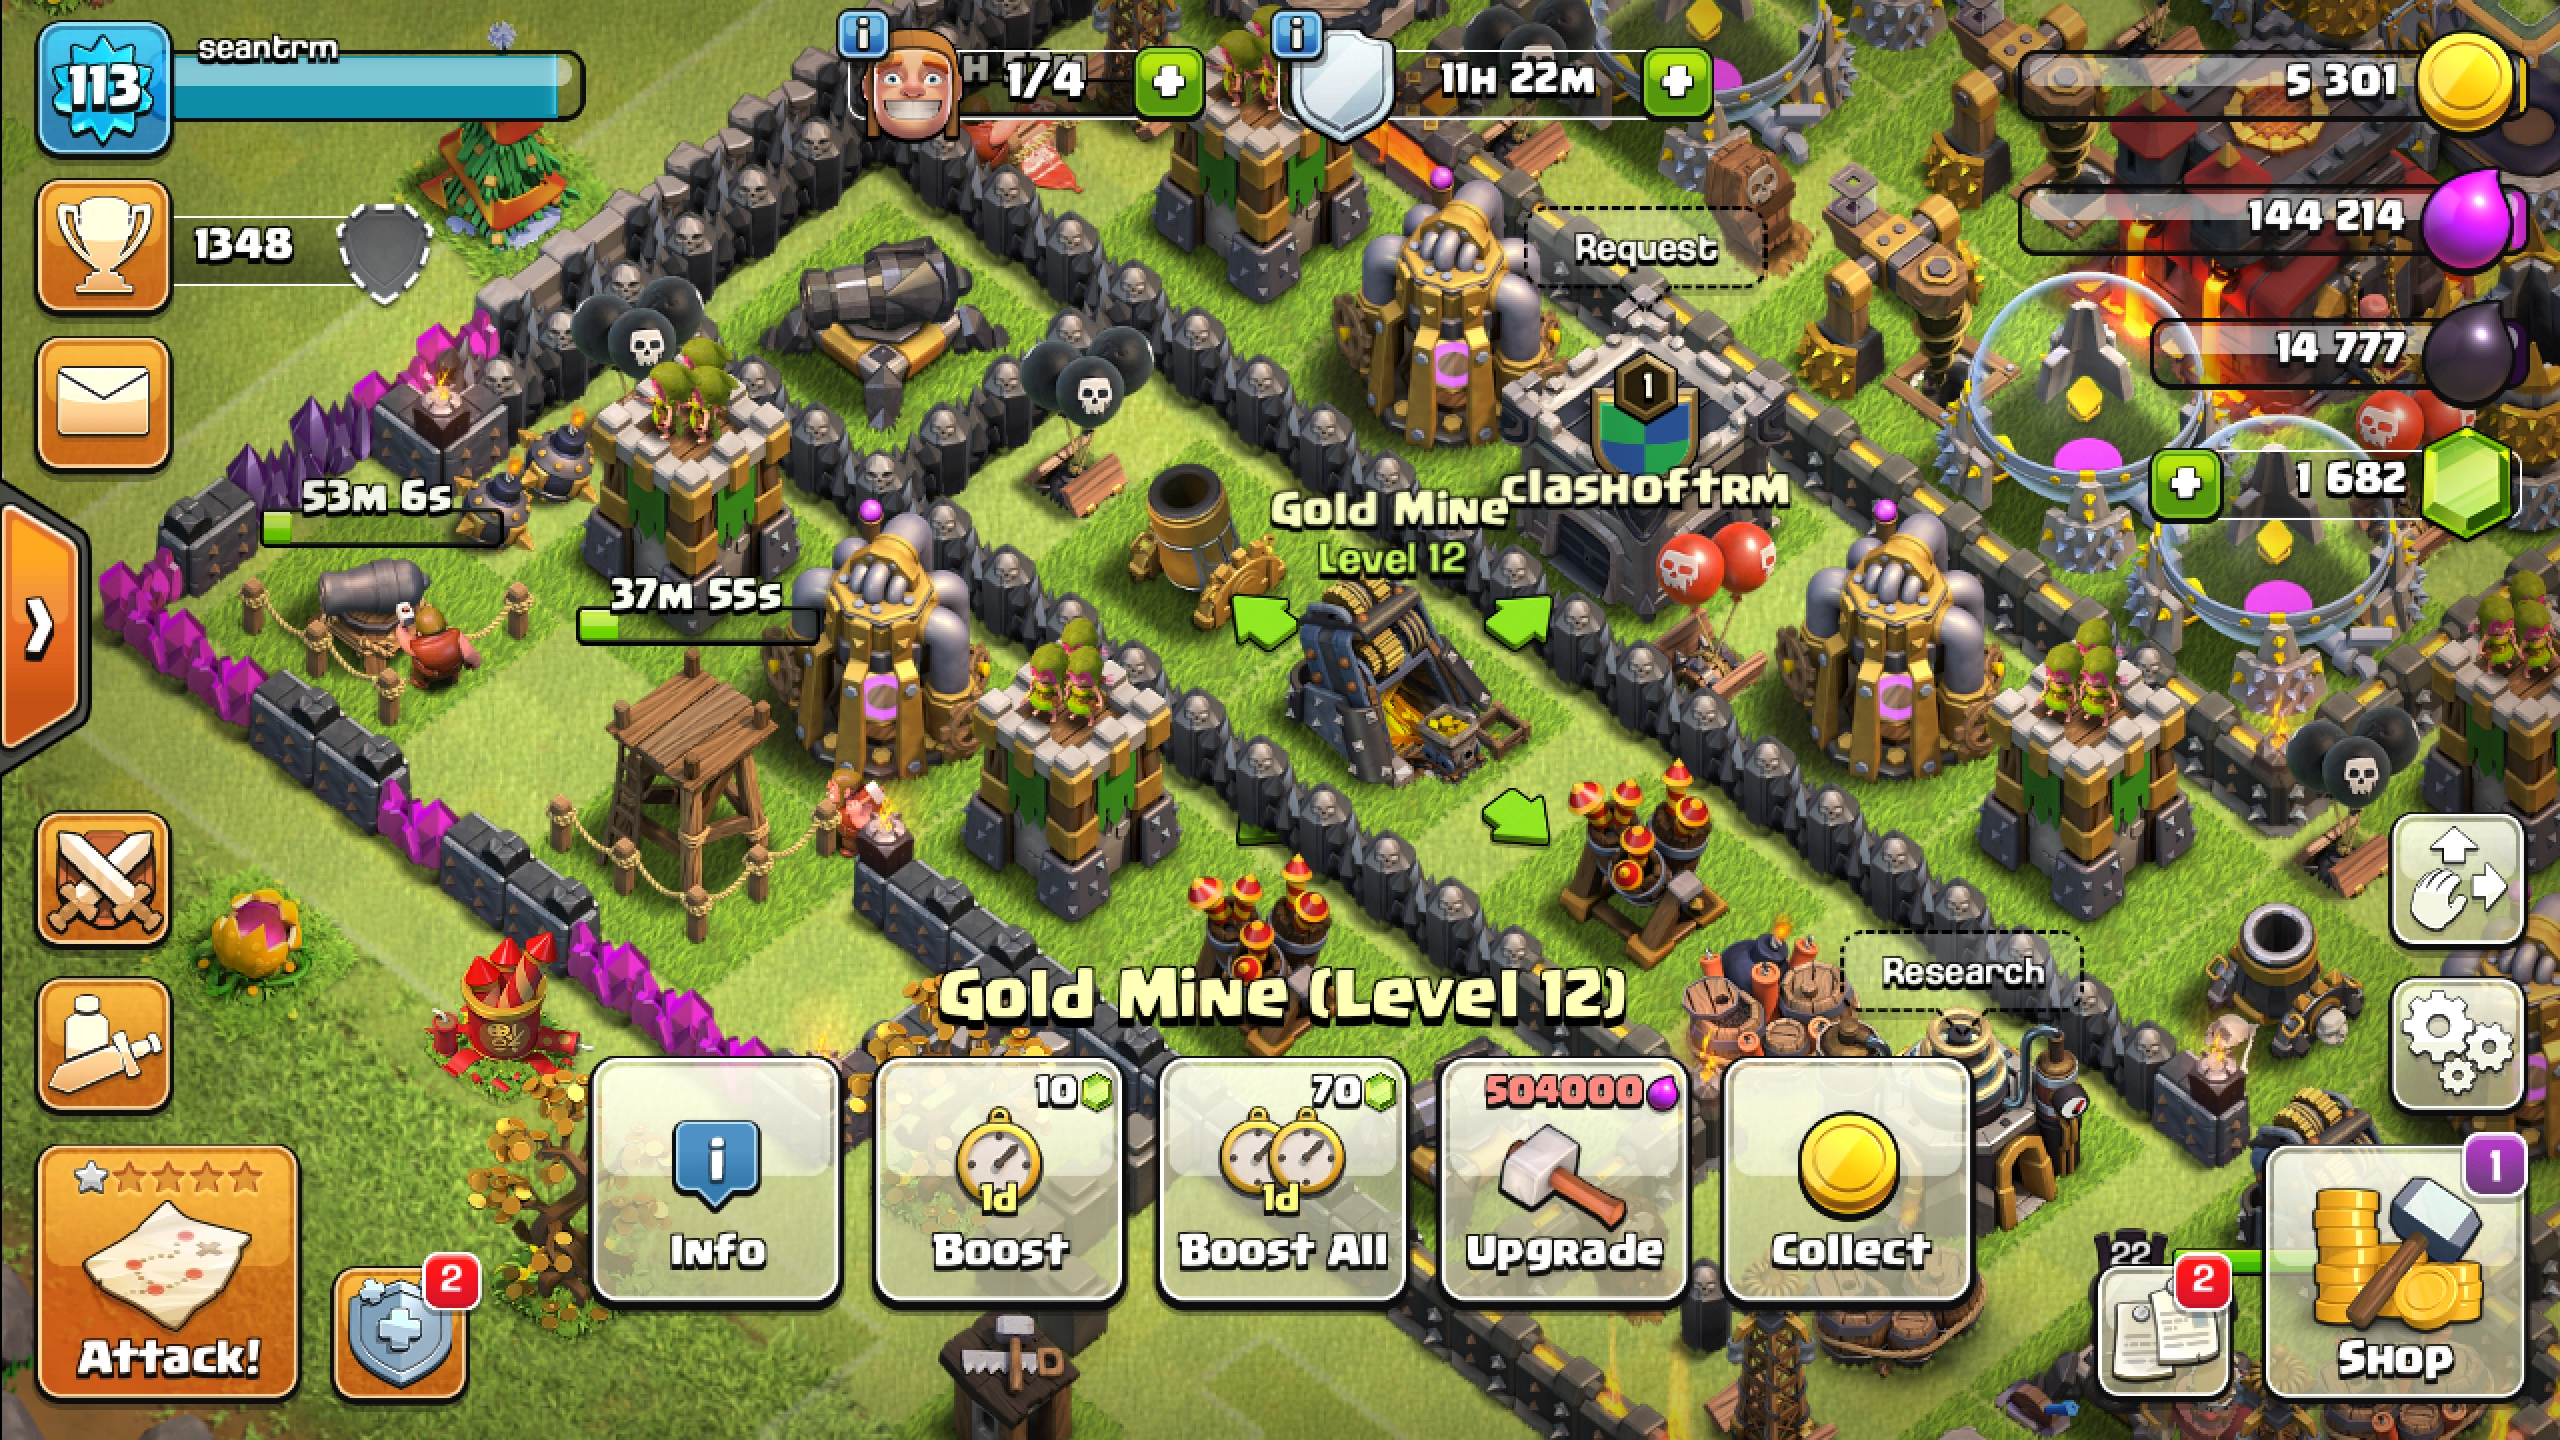 113
seantrm
1/4
11H 22M
5 301
1348
Request
144 214
14 777
1
1 682
clashoftrm
53M 6s
Gold Mine
Level 12
37M 55s
Research
Gold Mine (Level 12)
10
1d
Boost
70
1d
Boost All
504000
Upgrade
Info
Collect
1
22
2
2
Attack!
Shop